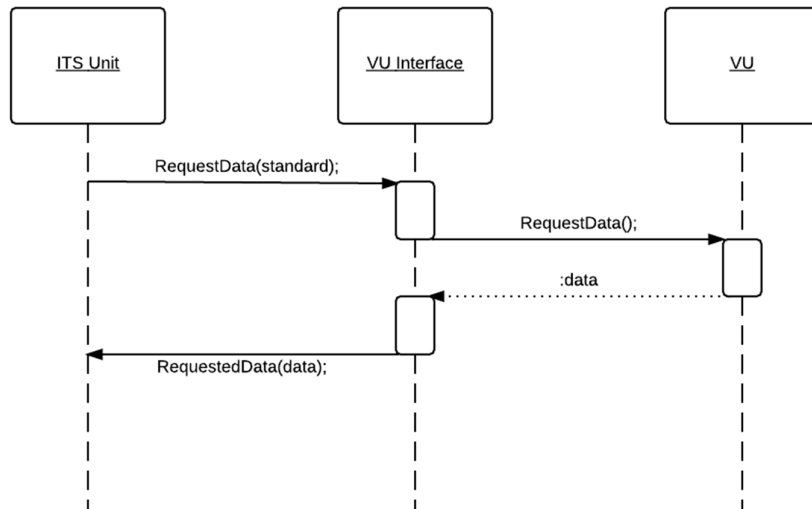 ITS Unit
VU Interface
VU
RequestData(standard);
RequestData();
:data
RequestedData(data);